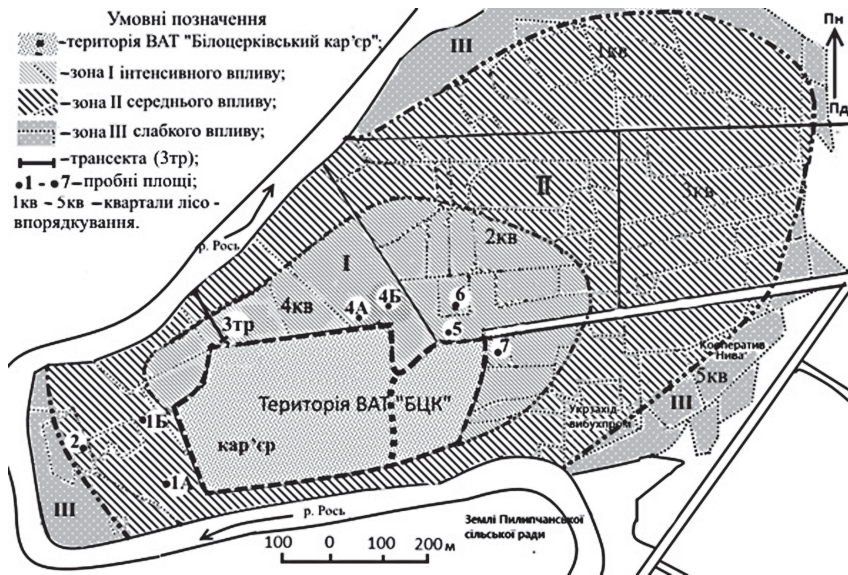 Умовні позначення
–територія ВАТ "Білоцерківський кар’єр";
–зона I інтенсивного впливу;
–зона II середнього впливу;
–зона III слабкого впливу;
–трансекта (3тр);
•1 - •7– пробні площі;
1кв – 5кв –квартали лісо -
впорядкування.
Пн
Пд
III
1кв
II
3кв
р. Рось
2кв
I
4кв
4А
4Б
6
5
7
3тр
Кооператив
Нива
5кв
III
Територія ВАТ "БЦК"
кар’єр
Укрзахід
вибухпром
1Б
2
1А
III
р. Рось
Землі Пилипчанської
сільської ради
100 0 100 200 м